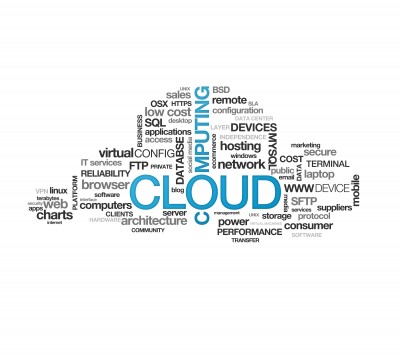 UNIX
sales
BSD
OSX
HTTPS
COMPUTING
remote
SLA
low cost
configuration
SQL
desktop
DATA CENTER
BUSINESS
applications
LAYER
DEVICES
access
social media
INDEPENDENCE
MYSQL
DATABSE
ecommerce
hosting
marketing
virtual
CONFIG
windows
secure
IT services
FTP
PRIVATE
network
COST
TERMINAL
RELIABILITY
public
DATA
laptop
browser
blog
CLOUD
email
VPN
linux
PLATFORM
software
www
DEVICE
mobile
terabytes
interface
media
SFTP
security
web
computers
suppliers
apps
charts
CLIENTS
server
management
UNIX
storage
protocol
internet
HARDWARE
architecture
power
VIRTUAL MACHINES
consumer
COMMUNITY
PERFORMANCE
SOFTWARE
TRANSFER